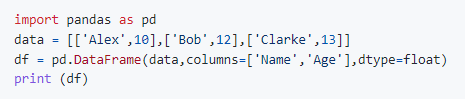 import pandas as pd
data = [['Alex',10],['Bob',12],['Clarke',13]]
df = pd.DataFrame(data,columns=['Name','Age'],dtype=float)
print (df)